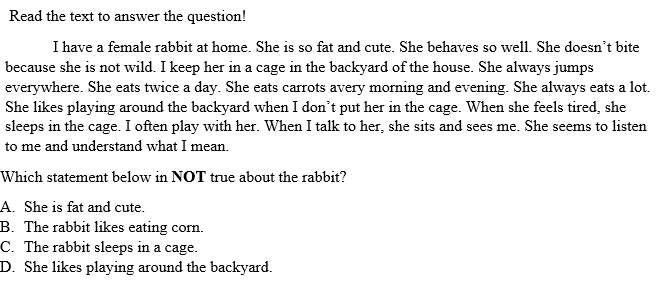 Read the text to answer the question!
I have a female rabbit at home. She is so fat and cute. She behaves so well. She doesn't bite
because she is not wild. I keep her in a cage in the backyard of the house. She always jumps
everywhere. She eats twice a day. She eats carrots avery morning and evening. She always eats a lot.
She likes playing around the backyard when I don't put her in the cage. When she feels tired, she
sleeps in the cage. I often play with her. When I talk to her, she sits and sees me. She seems to listen
to me and understand what I mean.
Which statement below in NOT true about the rabbit?
A. She is fat and cute.
B. The rabbit likes eating corn.
C. The rabbit sleeps in a cage.
D. She likes playing around the backyard.